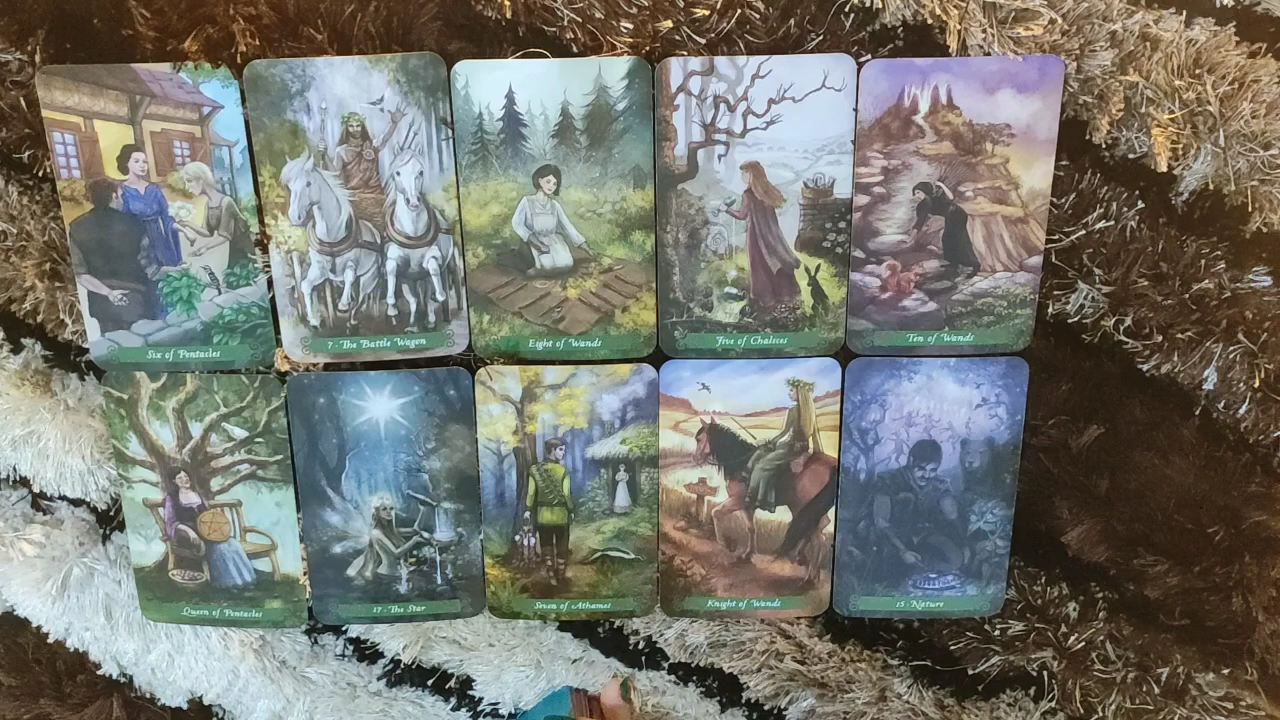 Six of Pentacles
7 - The Battle Wagon
Eight of Wands
Five of Chalices
Ten of Wands
Queen of Pentacles
17 - The Star
Seven of Athames
Knight of Wands
15 - Nature